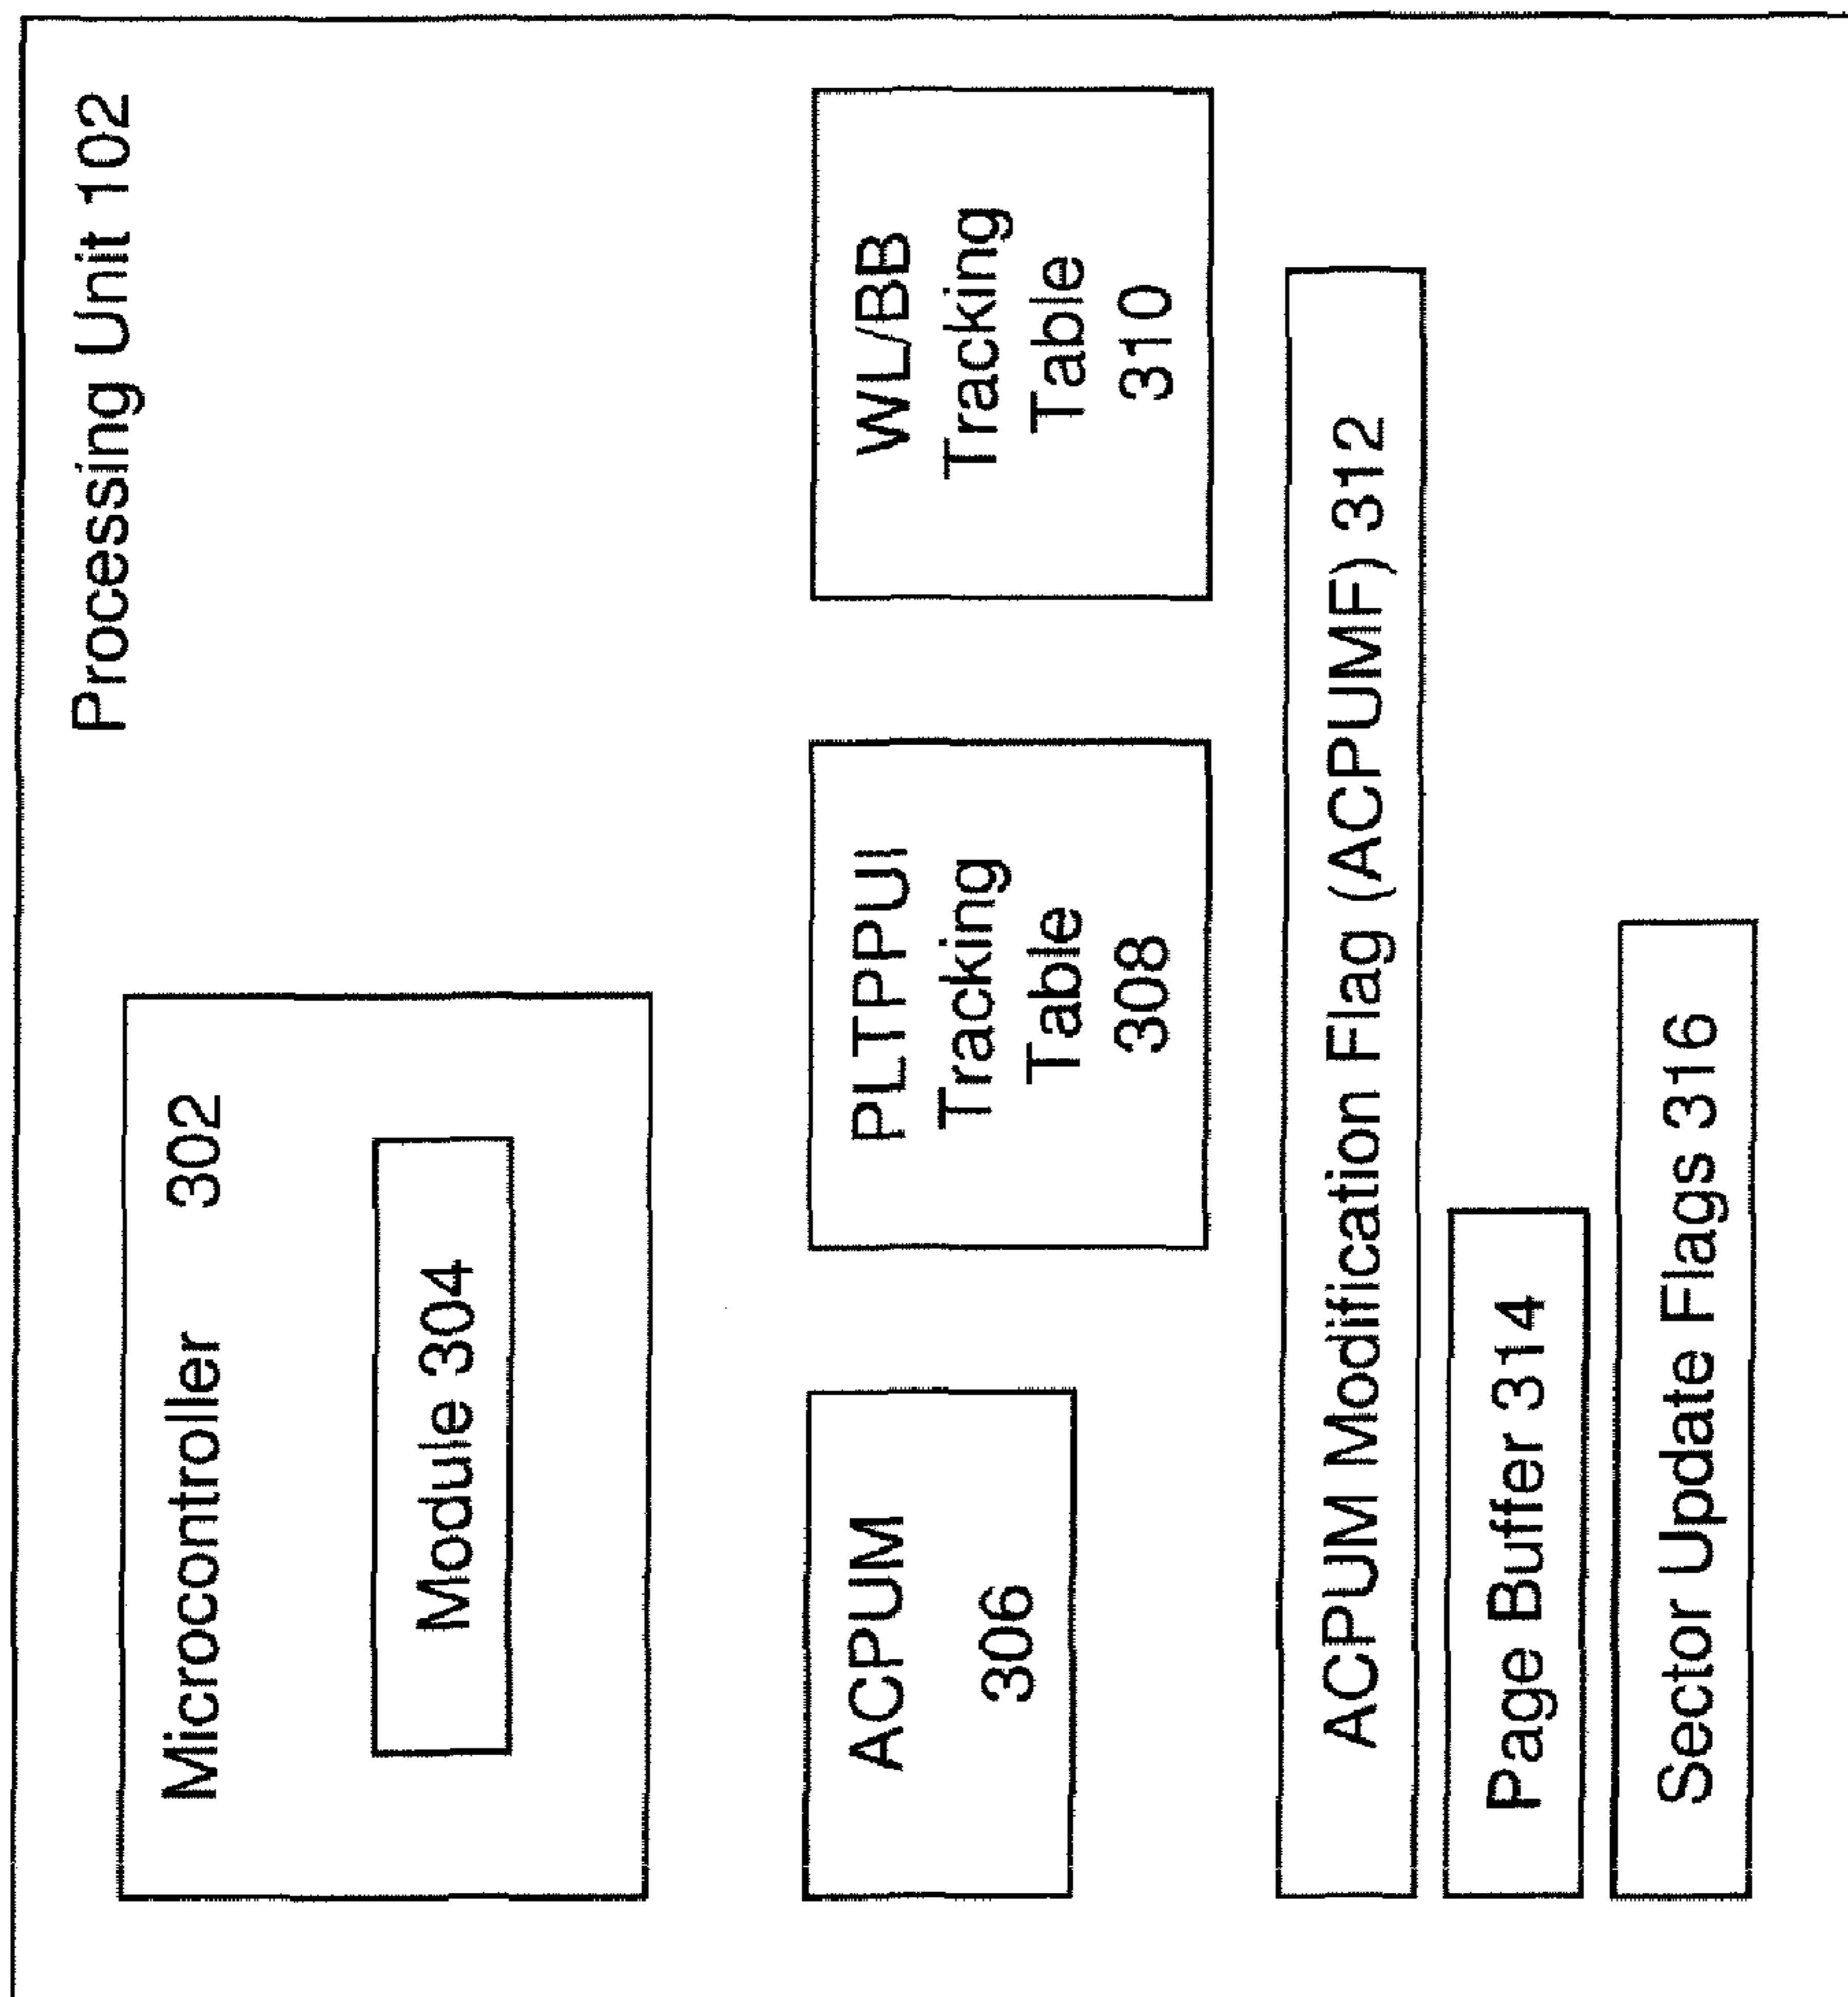 Processing Unit 102
Microcontroller 302
Module 304
ACPUM
306
PLTPPUI
Tracking
Table
308
WL/BB
Tracking
Table
310
ACPUM Modification Flag (ACPUMF) 312
Page Buffer 314
Sector Update Flags 316